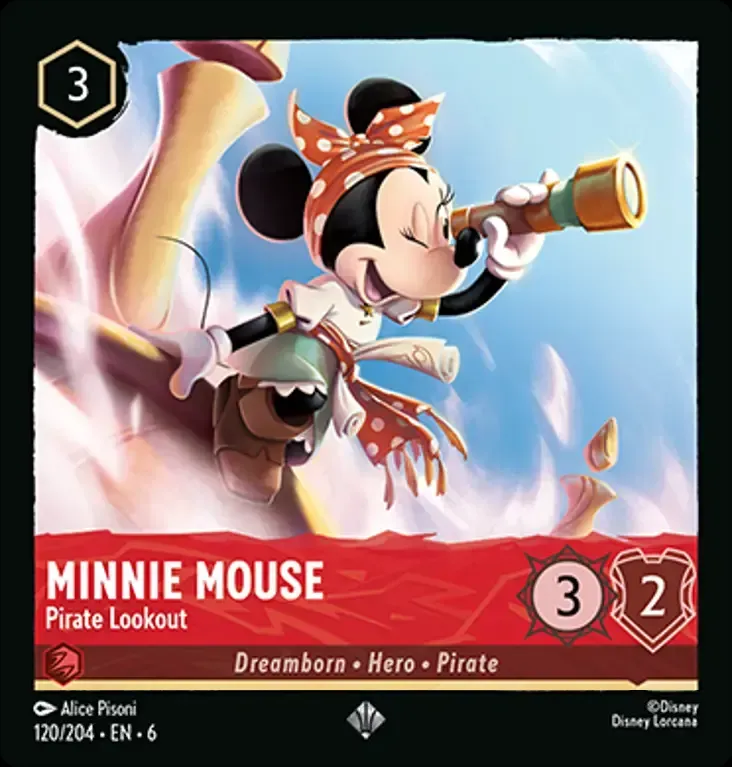 3
MINNIE MOUSE
Pirate Lookout
3
2
Dreamborn • Hero • Pirate
Alice Pisoni
©Disney
120/204 • EN • 6
Disney Lorcana